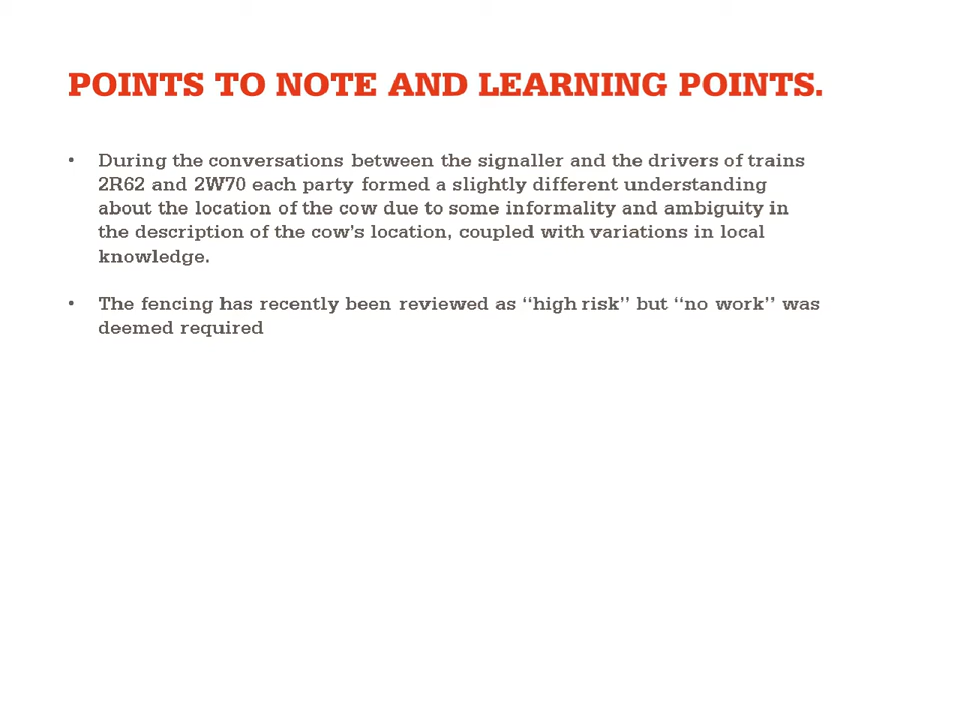 POINTS TO NOTE AND LEARNING POINTS.
• During the conversations between the signaller and the drivers of trains
2R62 and 2W70 each party formed a slightly different understanding
about the location of the cow due to some informality and ambiguity in
the description of the cow’s location, coupled with variations in local
knowledge.
• The fencing has recently been reviewed as “high risk” but “no work” was
deemed required